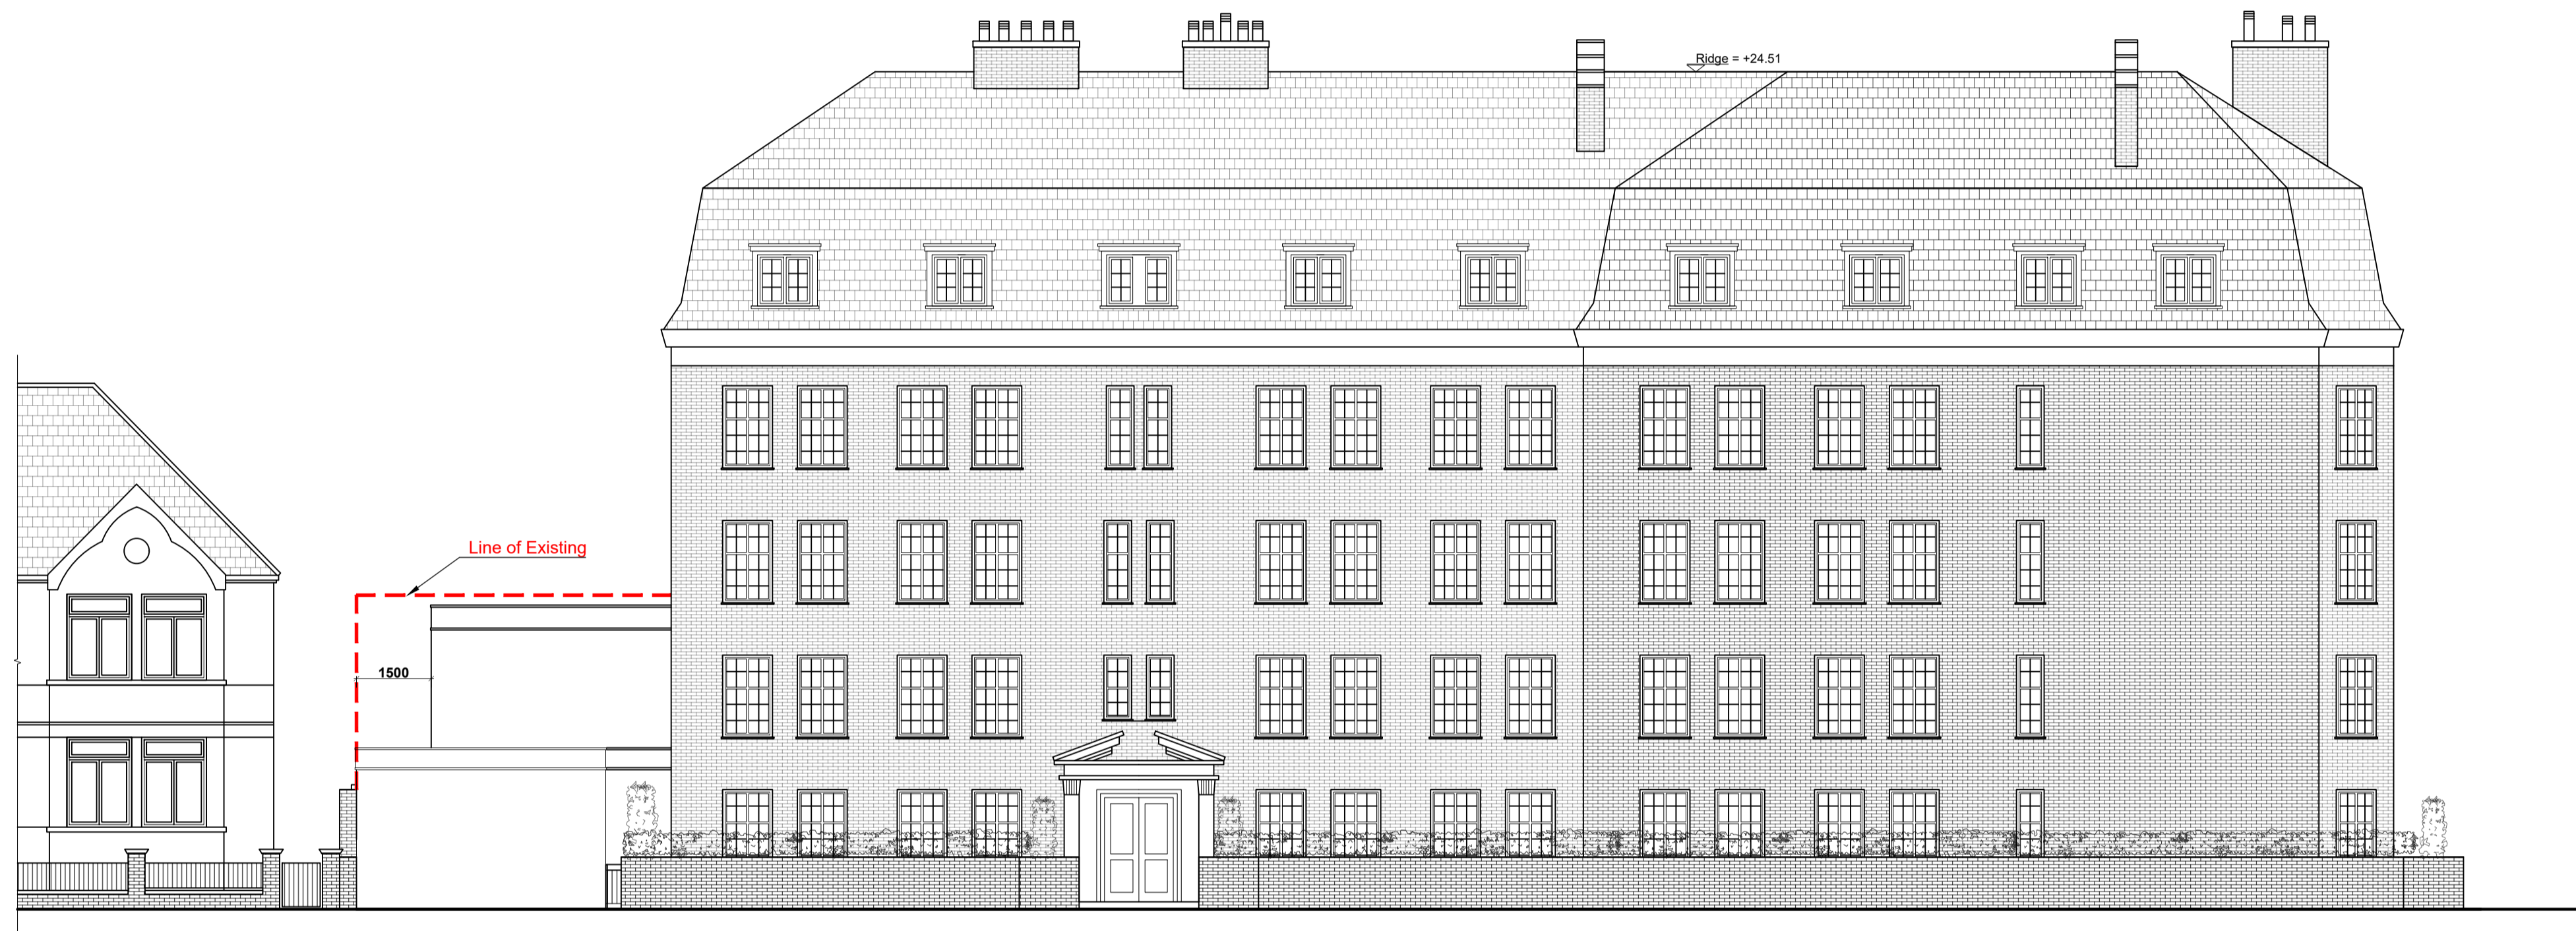 Ridge = +24.51
Line of Existing
1500